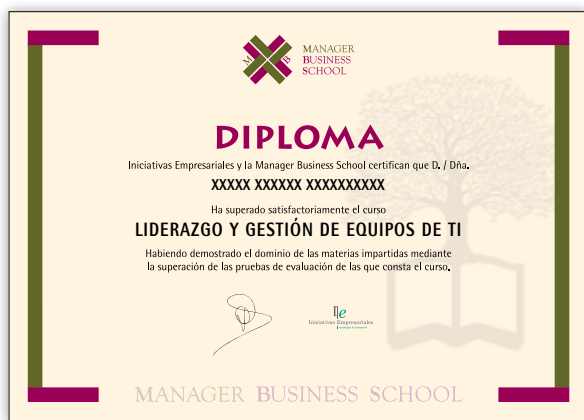 M B
MANAGER
BUSINESS
SCHOOL
DIPLOMA
Iniciativas Empresariales y la Manager Business School certifican que D. / Dña.
XXXXX XXXXXX XXXXXXXXXX
Ha superado satisfactoriamente el curso
LIDERAZGO Y GESTIÓN DE EQUIPOS DE TI
Habiendo demostrado el dominio de las materias impartidas mediante
la superación de las pruebas de evaluación de las que consta el curso.
Ie
Iniciativas Empresariales
MANAGER BUSINESS SCHOOL